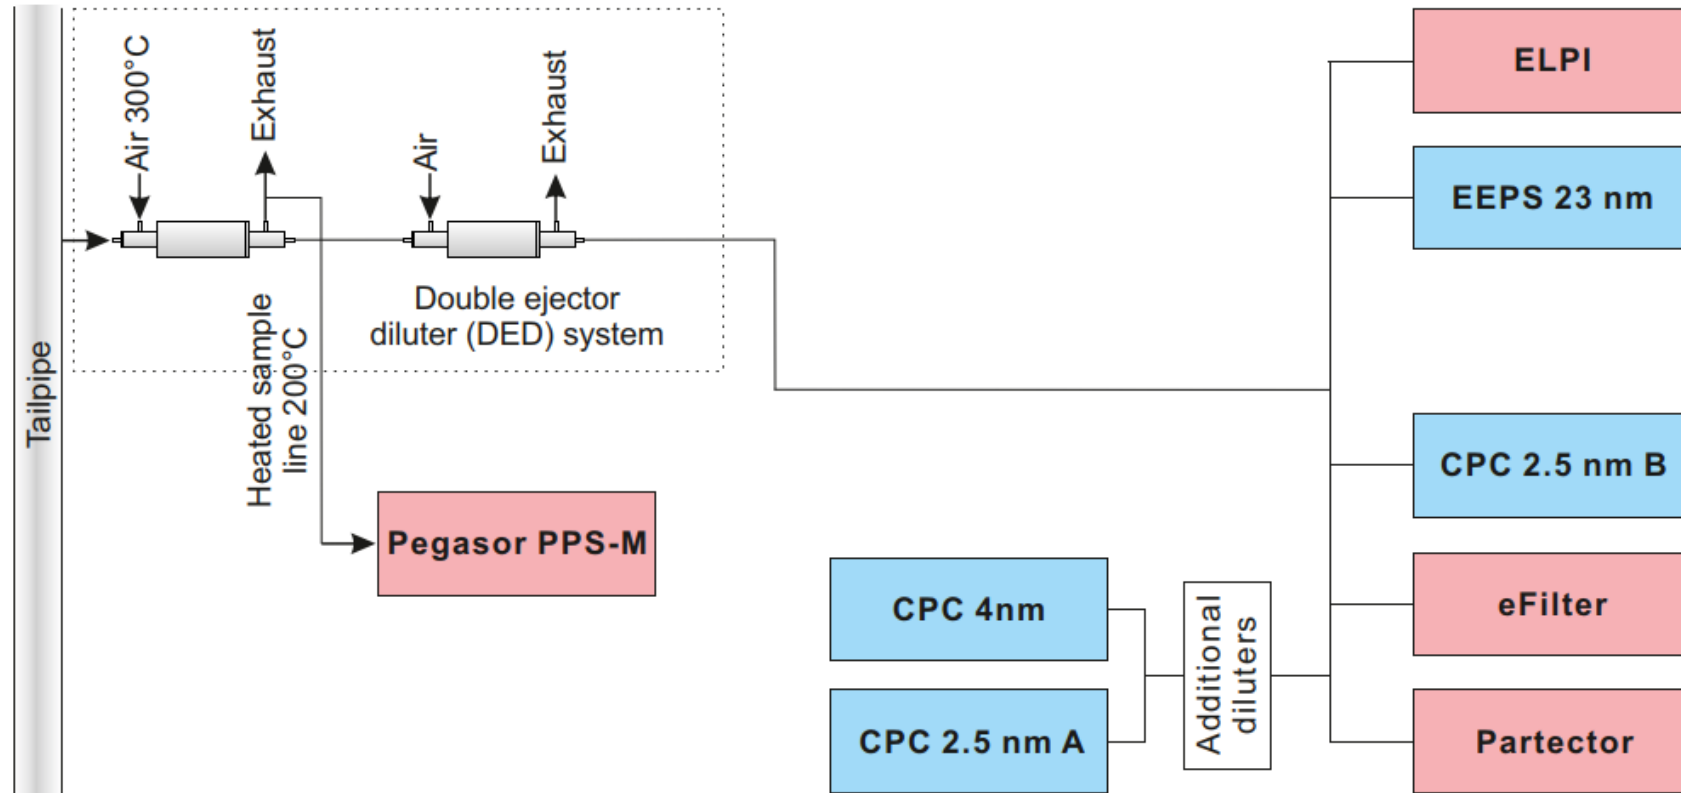 Tailpipe
Air 300°C
Exhaust
Air
Exhaust
Double ejector
diluter (DED) system
Heated sample
line 200°C
Pegasor PPS-M
ELPI
EEPS 23 nm
CPC 2.5 nm B
eFilter
Partector
CPC 4nm
CPC 2.5 nm A
Additional
diluters